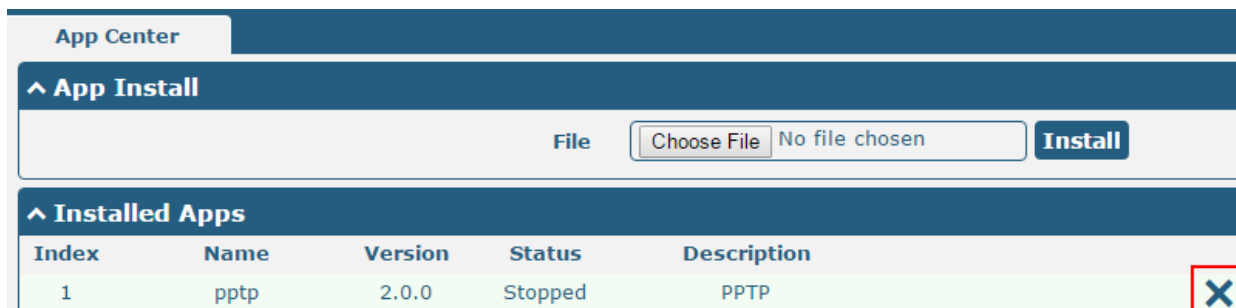 App Center
App Install
File Choose File No file chosen Install
Installed Apps
Index Name Version Status Description
1 pptp 2.0.0 Stopped PPTP